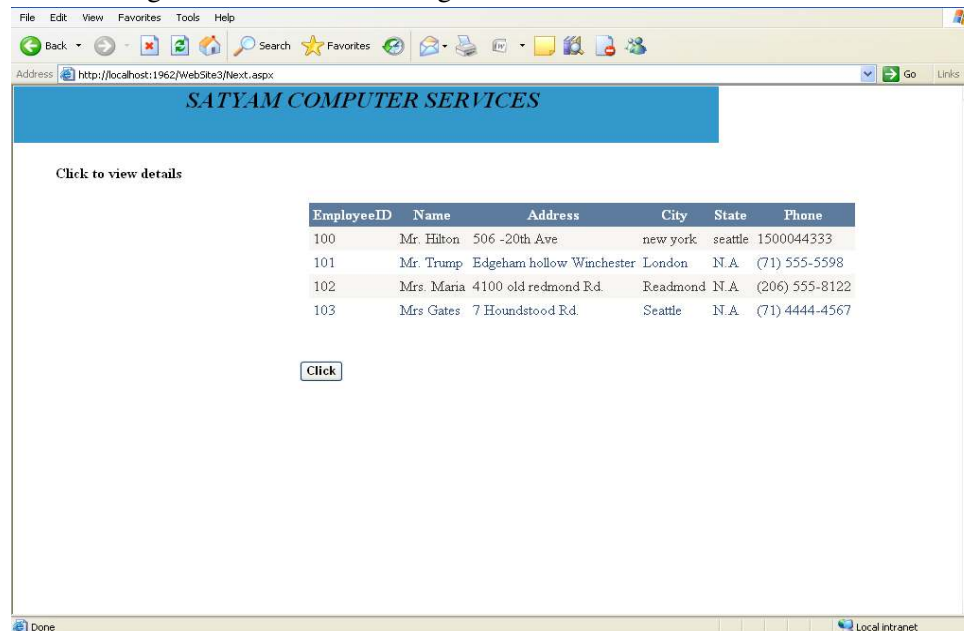 File Edit View Favorites Tools Help
Back Search Favorites
Address http://localhost:1962/WebSite3/Next.aspx Go Links
SATYAM COMPUTER SERVICES
Click to view details
EmployeeID Name Address City State Phone
100 Mr. Hilton 506 -20th Ave new york seattle 1500044333
101 Mr. Trump Edgeham hollow Winchester London N.A (71) 555-5598
102 Mrs. Maria 4100 old redmond Rd. Readmond N.A (206) 555-8122
103 Mrs Gates 7 Houndstood Rd. Seattle N.A (71) 4444-4567
Click
Done Local intranet